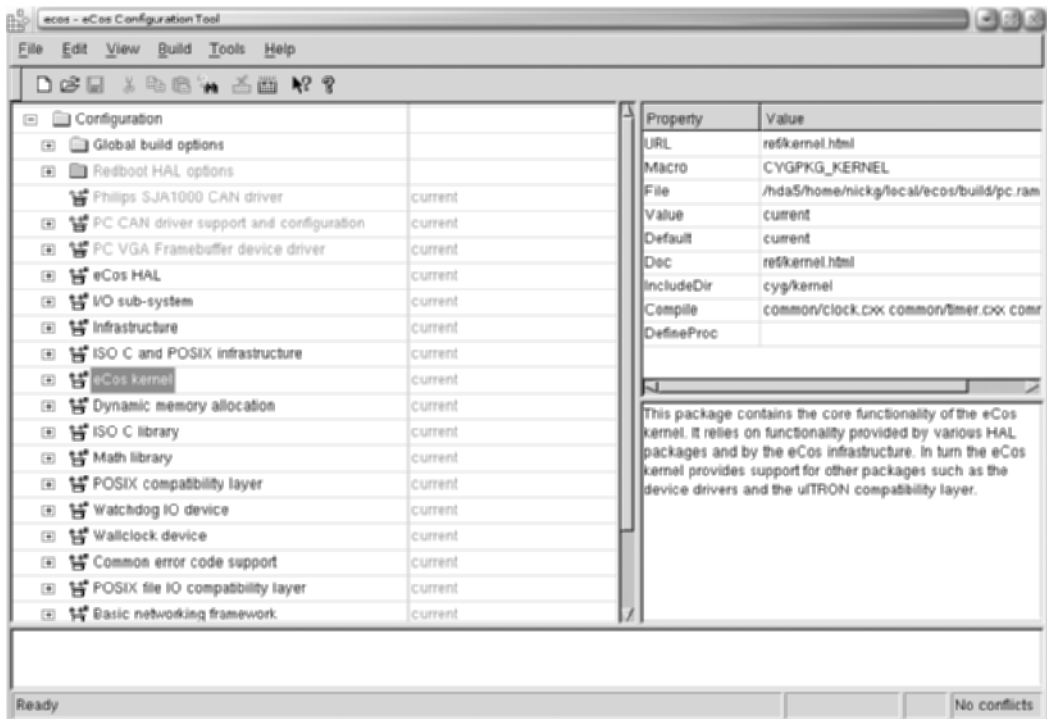 ecos - eCos Configuration Tool
File Edit View Build Tools Help
Configuration
Global build options
Redboot HAL options
Philips SJA1000 CAN driver current
PC CAN driver support and configuration current
PC VGA Framebuffer device driver current
eCos HAL current
I/O sub-system current
Infrastructure current
ISO C and POSIX infrastructure current
eCos kernel current
Dynamic memory allocation current
ISO C library current
Math library current
POSIX compatibility layer current
Watchdog IO device current
Wallclock device current
Common error code support current
POSIX file IO compatibility layer current
Basic networking framework current
Property Value
URL ref/kernel.html
Macro CYGPKG_KERNEL
File /hda5/home/nickg/local/ecos/build/pc.ram
Value current
Default current
Doc ref/kernel.html
IncludeDir cyg/kernel
Compile common/clock.cxx common/timer.cxx comr
DefineProc
This package contains the core functionality of the eCos
kernel. It relies on functionality provided by various HAL
packages and by the eCos infrastructure. In turn the eCos
kernel provides support for other packages such as the
device drivers and the uITRON compatibility layer.
Ready No conflicts